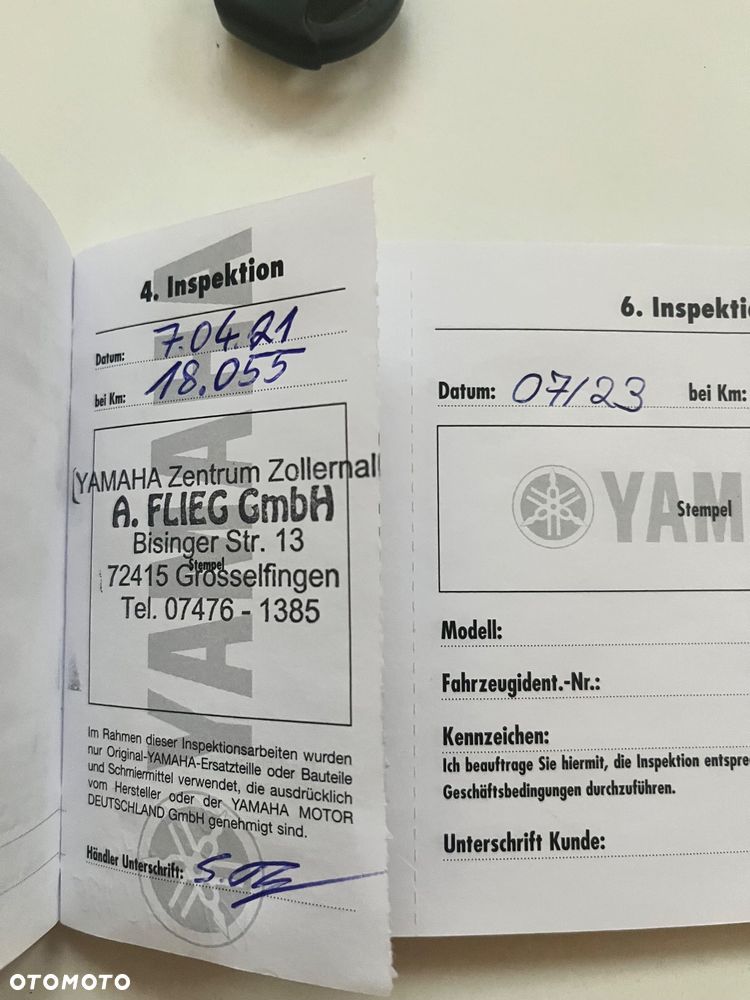 4. Inspektion
Datum: 7.04.21
bei Km: 18.055
YAMAHA Zentrum Zollernal
A. FLIEG GmbH
Bisinger Str. 13
Stempel
72415 Grosselfingen
Tel. 07476 - 1385
YAMAHA
Im Rahmen dieser Inspektionsarbeiten wurden
nur Original-YAMAHA-Ersatzteille oder Bauteile
und Schmiermittel verwendet, die ausdrücklich
vom Hersteller oder der YAMAHA MOTOR
DEUTSCHLAND GmbH genehmigt sind.
Händler Unterschrift:
6. Inspektio
Datum: 07/23 bei Km:
YAM
Stempel
Modell:
Fahrzeugident.-Nr.:
Kennzeichen:
Ich beauftrage Sie hiermit, die Inspektion entspre
Geschäftsbedingungen durchzuführen.
Unterschrift Kunde:
OTOMOTO